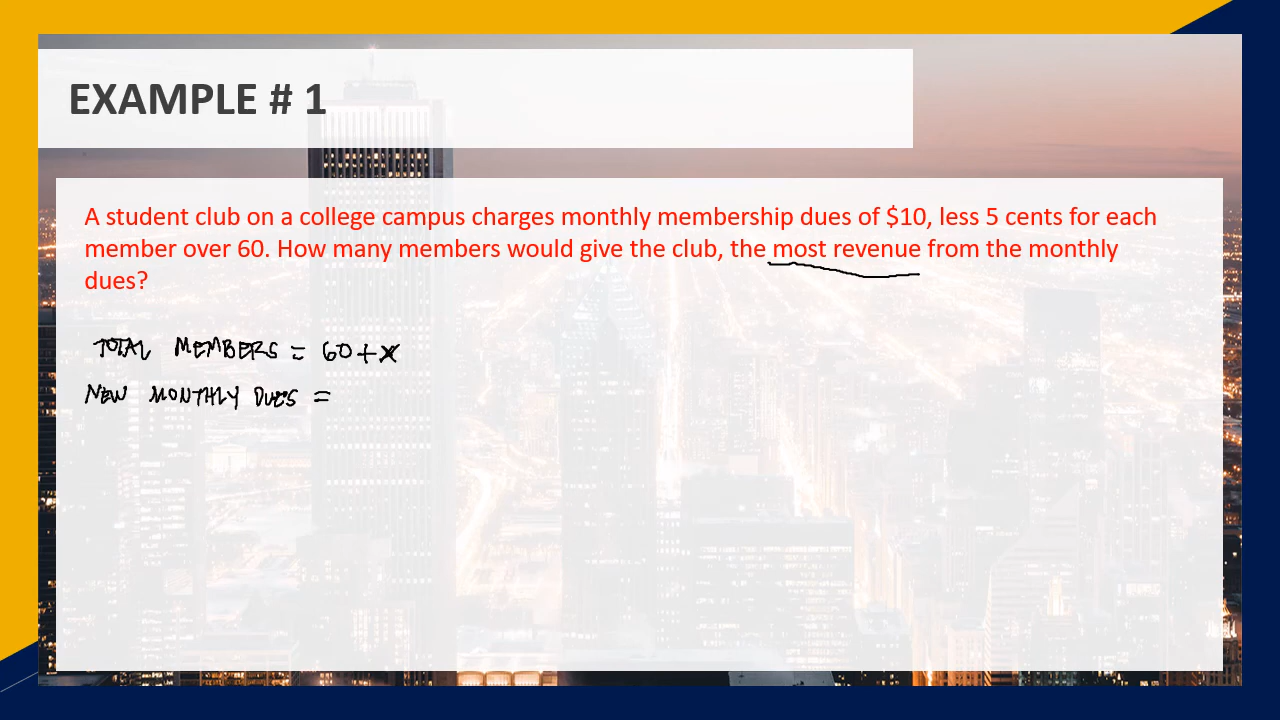 EXAMPLE # 1
A student club on a college campus charges monthly membership dues of $10, less 5 cents for each
member over 60. How many members would give the club, the most revenue from the monthly
dues?
TOTAL MEMBERS = 60+x
NEW MONTHLY DUES =